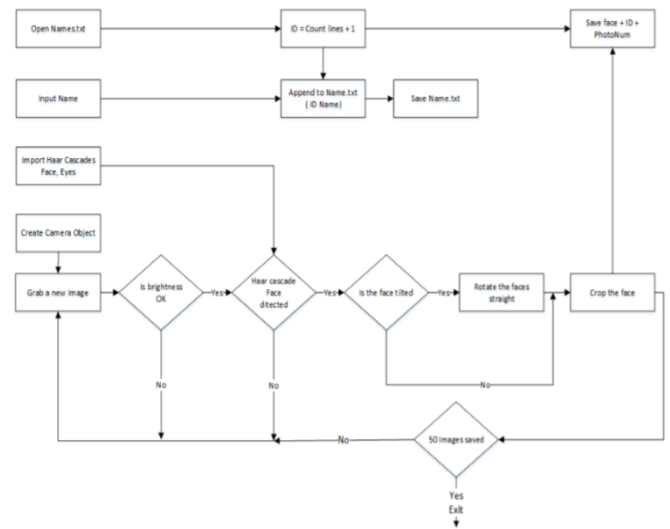 Open Names.txt
ID = Count lines + 1
Save face + ID +
PhotoNum
Input Name
Append to Name.txt
( ID Name)
Save Name.txt
Import Haar Cascades
Face, Eyes
Create Camera Object
Grab a new image
Is brightness
OK
Yes
Haar cascade
Face
ditected
Yes
Is the face tilted
Yes
Rotate the faces
straight
Crop the face
No
No
No
50 images saved
No
Yes
Exit